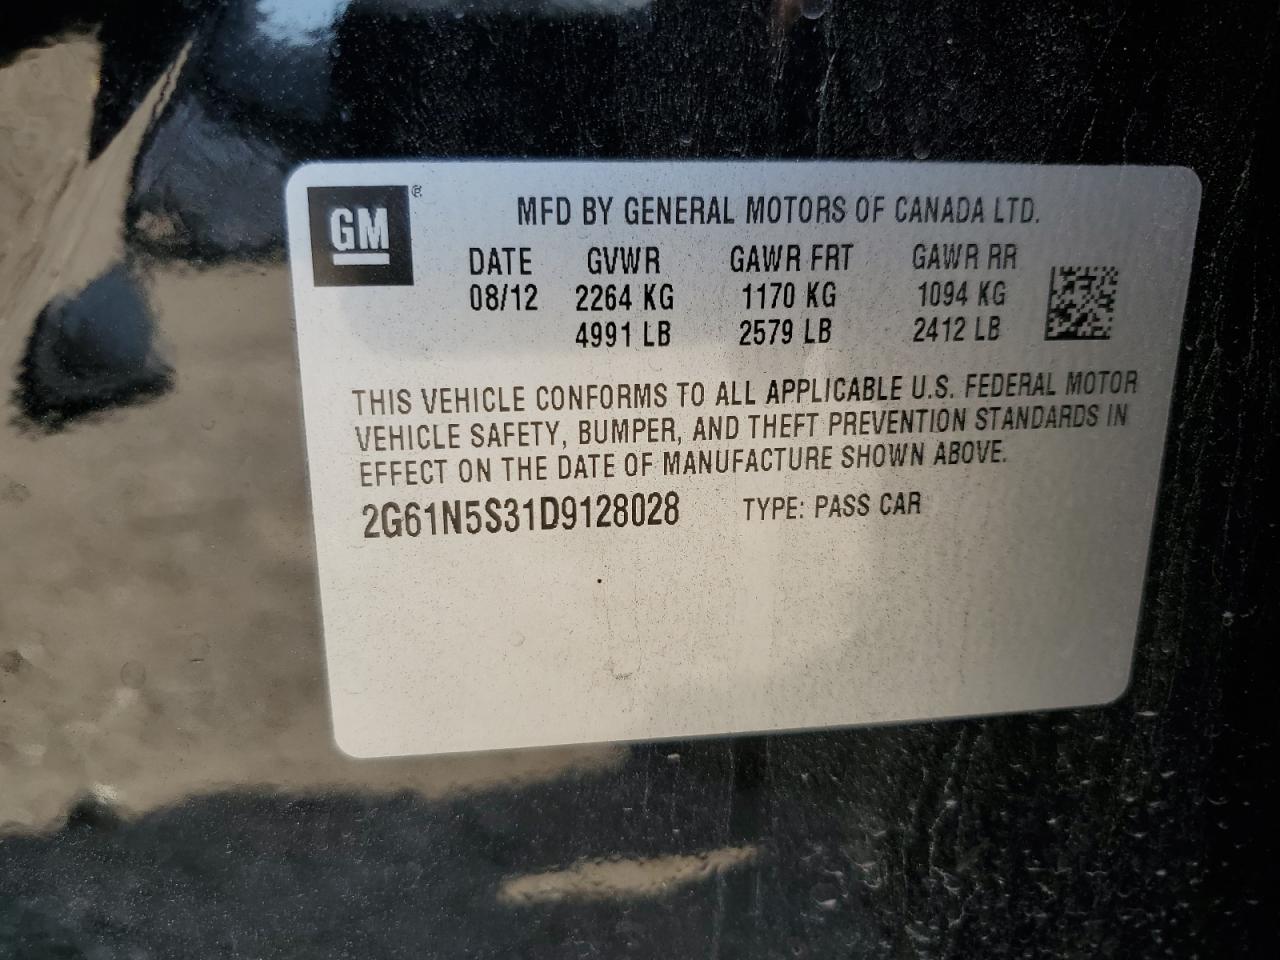 GM ®
MFD BY GENERAL MOTORS OF CANADA LTD.
DATE GVWR GAWR FRT GAWR RR
08/12 2264 KG 1170 KG 1094 KG
4991 LB 2579 LB 2412 LB
THIS VEHICLE CONFORMS TO ALL APPLICABLE U.S. FEDERAL MOTOR
VEHICLE SAFETY, BUMPER, AND THEFT PREVENTION STANDARDS IN
EFFECT ON THE DATE OF MANUFACTURE SHOWN ABOVE.
2G61N5S31D9128028 TYPE: PASS CAR